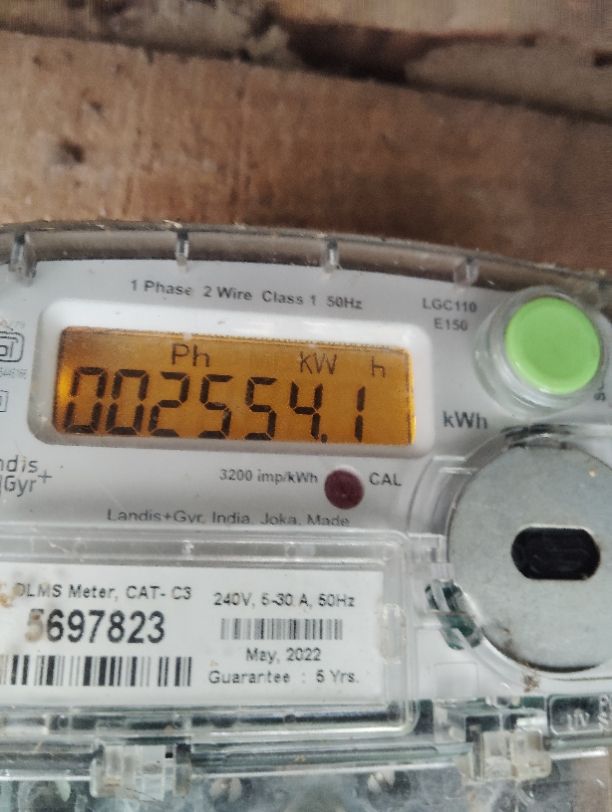 1 Phase 2 Wire Class 1 50Hz
LGC110
E150
Ph kW h
002554.1
kWh
3200 imp/kWh
CAL
Gyr+
Landis+Gyr, India, Joka, Made
DLMS Meter, CAT- C3
5697823
240V, 5-30 A, 50Hz
May, 2022
Guarantee : 5 Yrs.